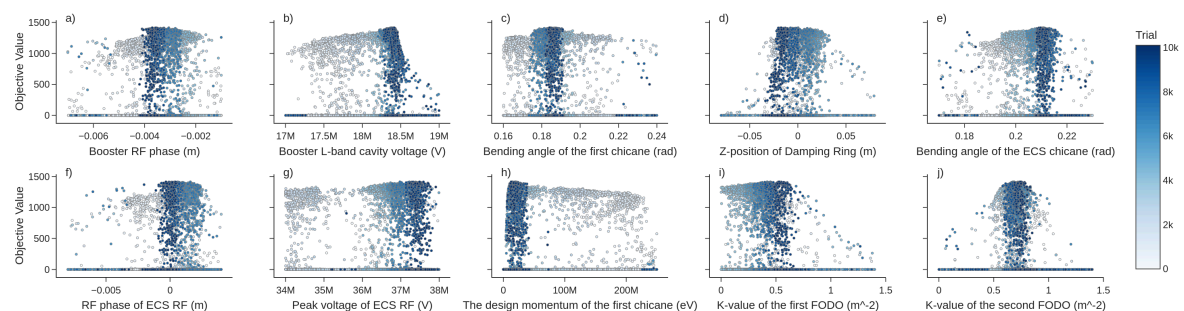 a) b) c) d) e)
Trial
Objective Value
1500
1000
500
0
−0.006 −0.004 −0.002
Booster RF phase (m)
17M 17.5M 18M 18.5M 19M
Booster L-band cavity voltage (V)
0.16 0.18 0.2 0.22 0.24
Bending angle of the first chicane (rad)
−0.05 0 0.05
Z-position of Damping Ring (m)
0.18 0.2 0.22
Bending angle of the ECS chicane (rad)
10k
8k
6k
4k
2k
0
f) g) h) i) j)
Objective Value
1500
1000
500
0
−0.005 0
RF phase of ECS RF (m)
34M 35M 36M 37M 38M
Peak voltage of ECS RF (V)
0 100M 200M
The design momentum of the first chicane (eV)
0 0.5 1 1.5
K-value of the first FODO (m^-2)
0 0.5 1 1.5
K-value of the second FODO (m^-2)